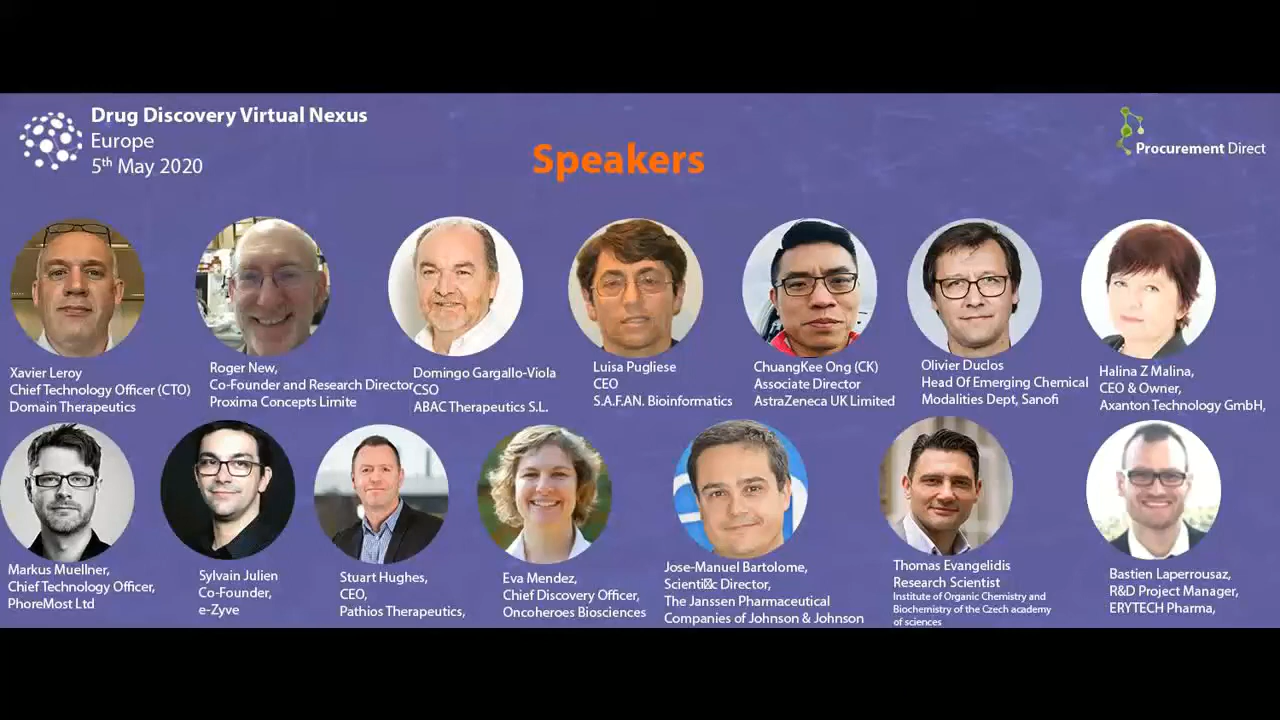 Drug Discovery Virtual Nexus
Europe
5th May 2020
Speakers
Procurement Direct
Xavier Leroy
Chief Technology Officer (CTO)
Domain Therapeutics
Roger New,
Co-Founder and Research Director
Proxima Concepts Limite
Domingo Gargallo-Viola
CSO
ABAC Therapeutics S.L.
Luisa Pugliese
CEO
S.A.F.AN. Bioinformatics
ChuangKee Ong (CK)
Associate Director
AstraZeneca UK Limited
Olivier Duclos
Head Of Emerging Chemical
Modalities Dept, Sanofi
Halina Z Malina,
CEO & Owner,
Axanton Technology GmbH,
Markus Muellner,
Chief Technology Officer,
PhoreMost Ltd
Sylvain Julien
Co-Founder,
e-Zyve
Stuart Hughes,
CEO,
Pathios Therapeutics,
Eva Mendez,
Chief Discovery Officer,
Oncoheroes Biosciences
Jose-Manuel Bartolome,
Scienti☒c Director,
The Janssen Pharmaceutical
Companies of Johnson & Johnson
Thomas Evangelidis
Research Scientist
Institute of Organic Chemistry and
Biochemistry of the Czech academy
of sciences
Bastien Laperrousaz,
R&D Project Manager,
ERYTECH Pharma,